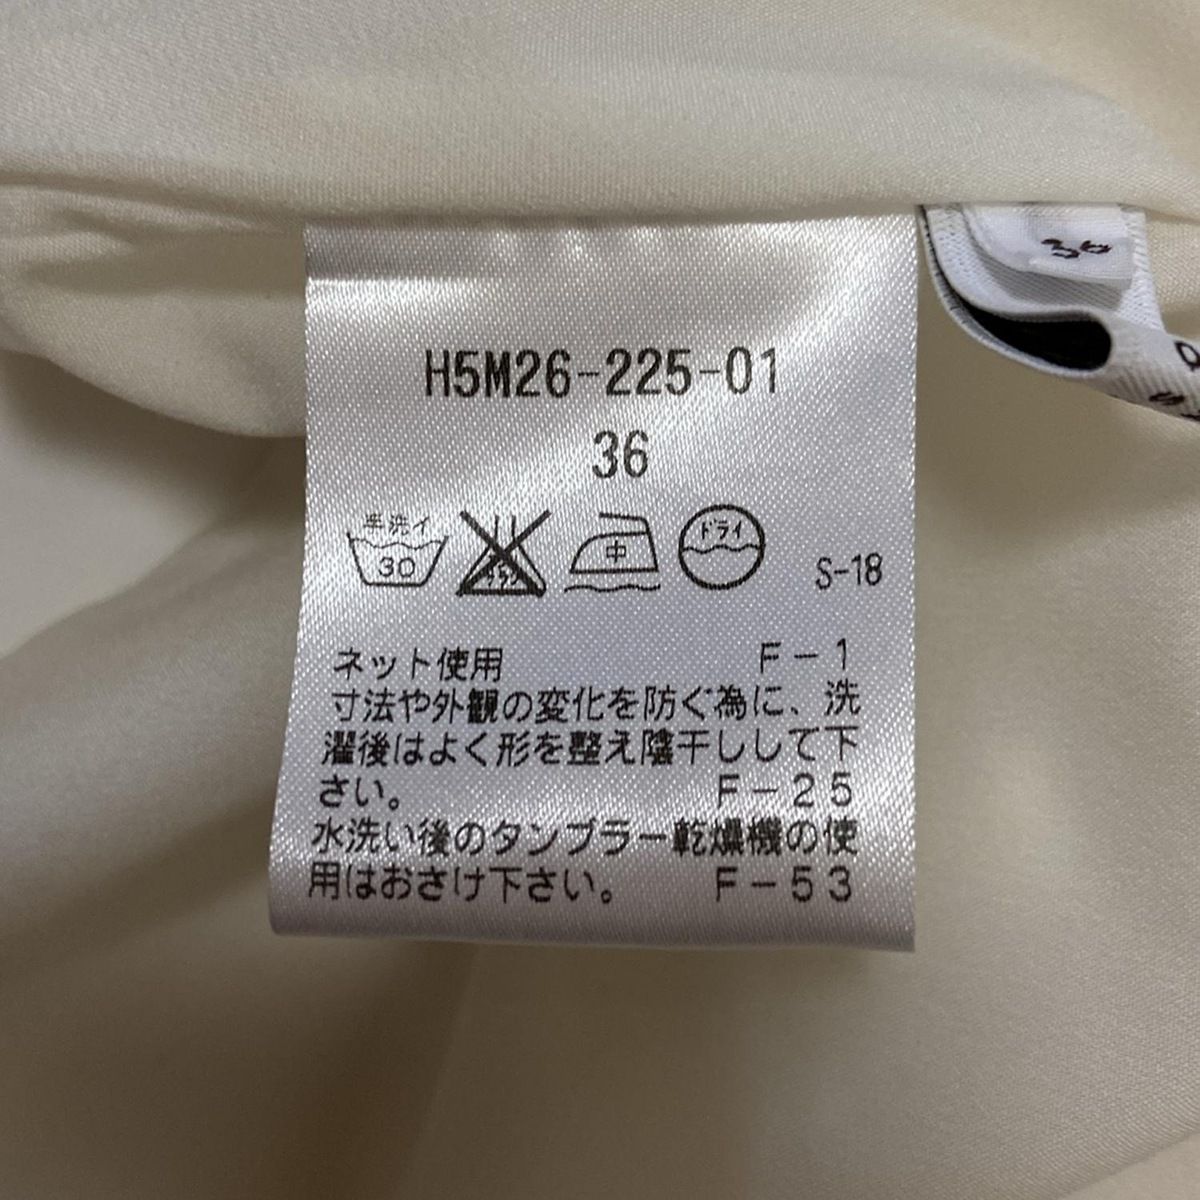 H5M26-225-01
36
手洗イ
30
中
ドライ
S-18
ネット使用 F-1
寸法や外観の変化を防ぐ為に、洗
濯後はよく形を整え陰干しして下
さい。 F-25
水洗い後のタンブラー乾燥機の使
用はおさけ下さい。 F-53
36